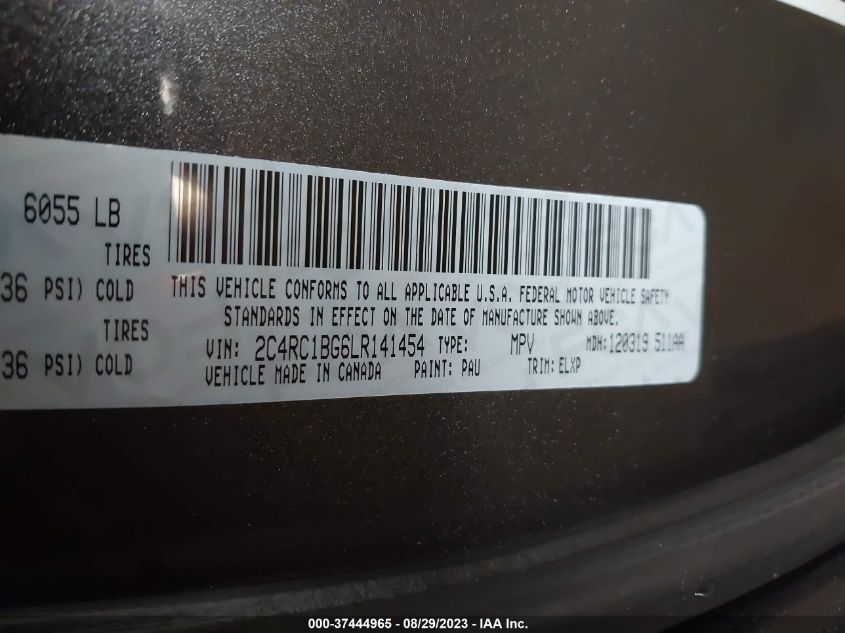 6055 LB
TIRES
36 PSI) COLD
TIRES
36 PSI) COLD
THIS VEHICLE CONFORMS TO ALL APPLICABLE U.S.A. FEDERAL MOTOR VEHICLE SAFETY
STANDARDS IN EFFECT ON THE DATE OF MANUFACTURE SHOWN ABOVE.
VIN: 2C4RC1BG6LR141454 TYPE: MPV MDH: 120319 511AA
VEHICLE MADE IN CANADA PAINT: PAU TRIM: ELXP
000-37444965 - 08/29/2023 - IAA Inc.